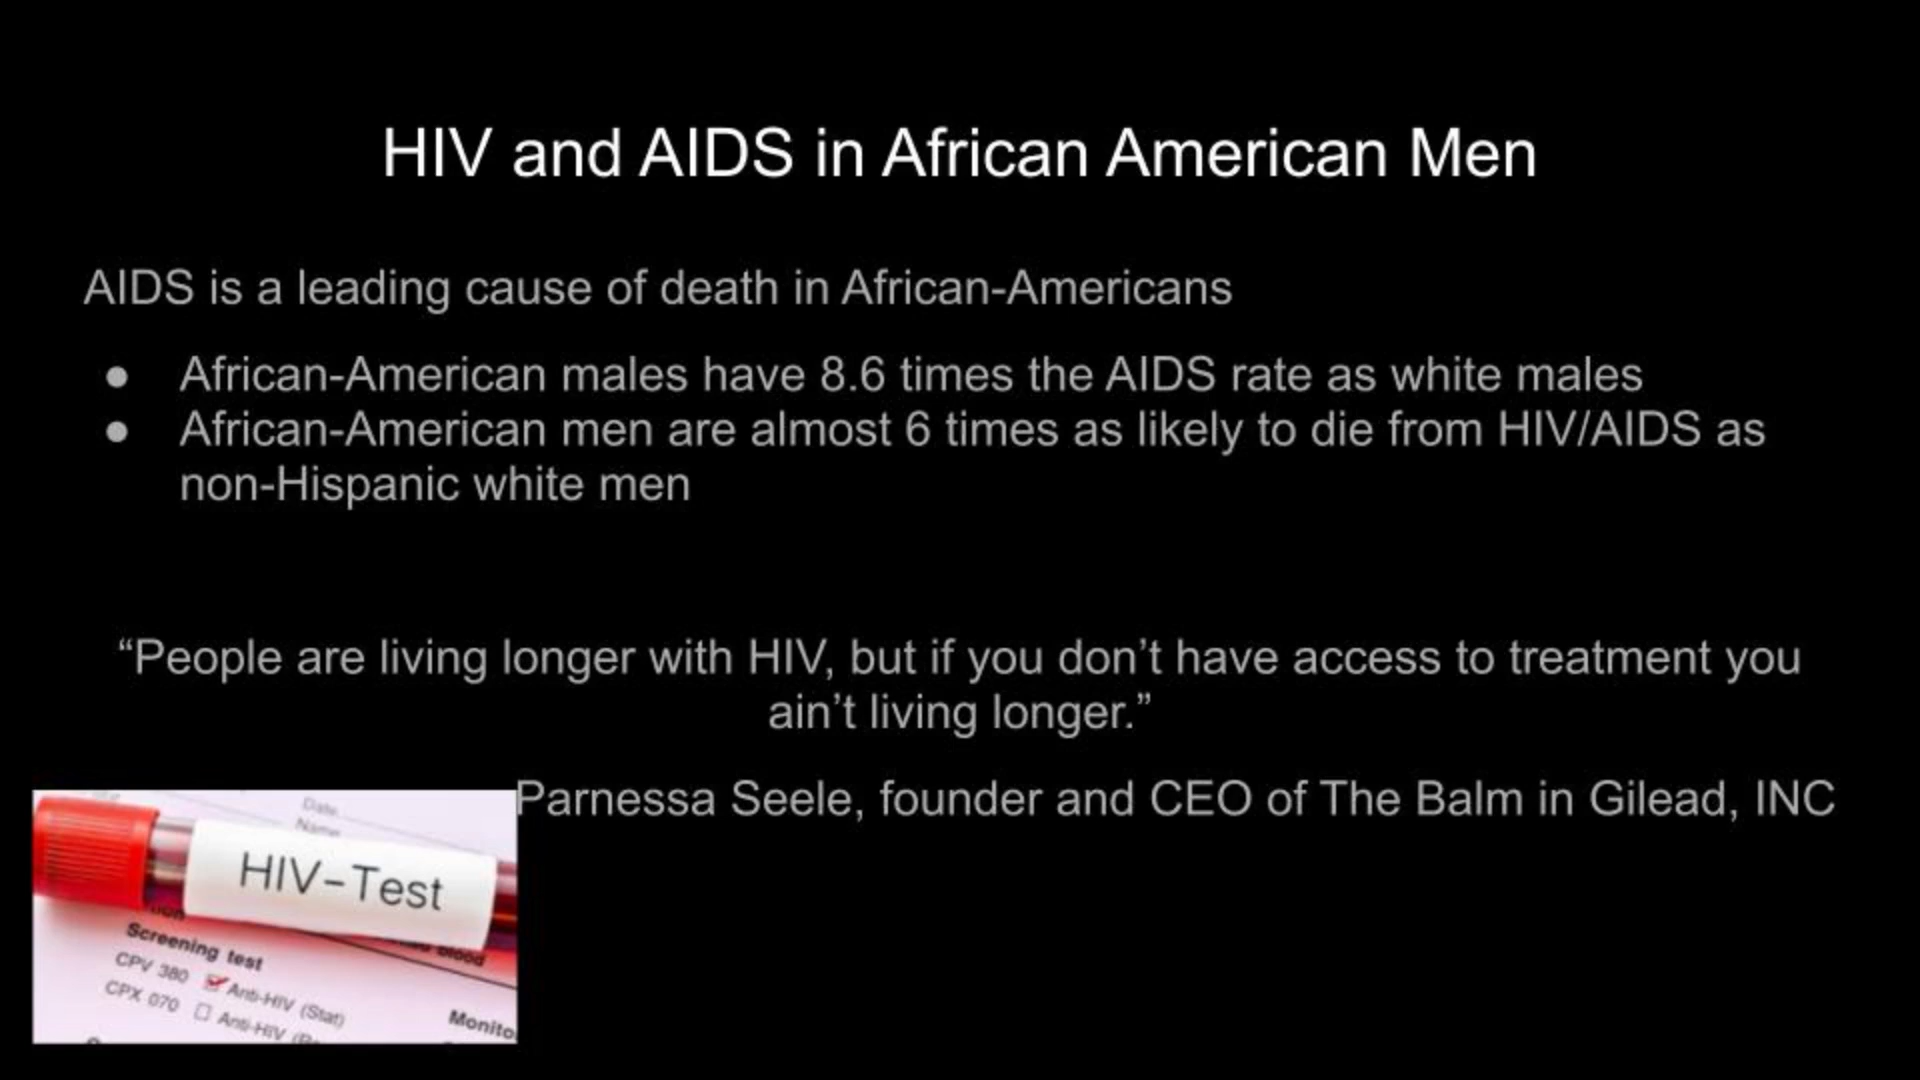 HIV and AIDS in African American Men
AIDS is a leading cause of death in African-Americans
● African-American males have 8.6 times the AIDS rate as white males
● African-American men are almost 6 times as likely to die from HIV/AIDS as
non-Hispanic white men
“People are living longer with HIV, but if you don’t have access to treatment you
ain’t living longer.”
Parnessa Seele, founder and CEO of The Balm in Gilead, INC
Date
Name
HIV-Test
Screening test
blood
CPV 380 Anti-HIV (Stat)
CPX 070 Anti-HIV